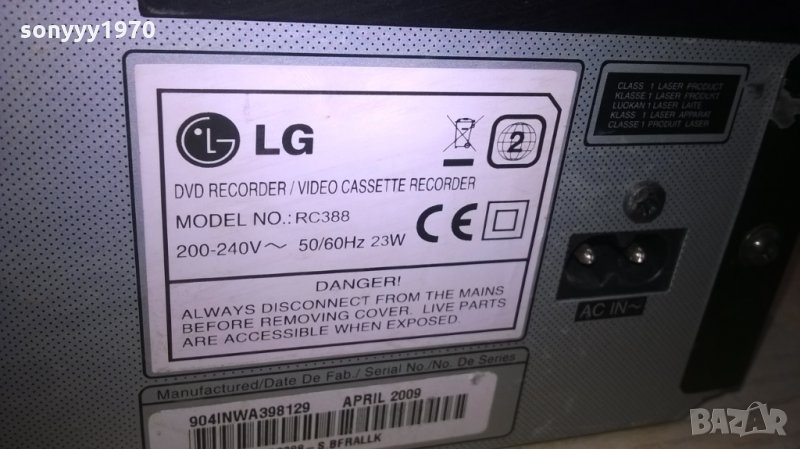 sonyyy1970
LG
2
DVD RECORDER / VIDEO CASSETTE RECORDER
MODEL NO.: RC388
200-240V～ 50/60Hz 23W
CE
DANGER!
ALWAYS DISCONNECT FROM THE MAINS
BEFORE REMOVING COVER. LIVE PARTS
ARE ACCESSIBLE WHEN EXPOSED.
CLASS 1 LASER PRODUCT
KLASSE 1 LASER PRODUKT
LUOKAN 1 LASER LAITE
KLASS 1 LASER APPARAT
CLASSE 1 PRODUIT LASER
AC IN～
Manufactured/Date De Fab./ Serial No./No. De Series
904INWA398129 APRIL 2009
-S BFRALLK
BAZAR